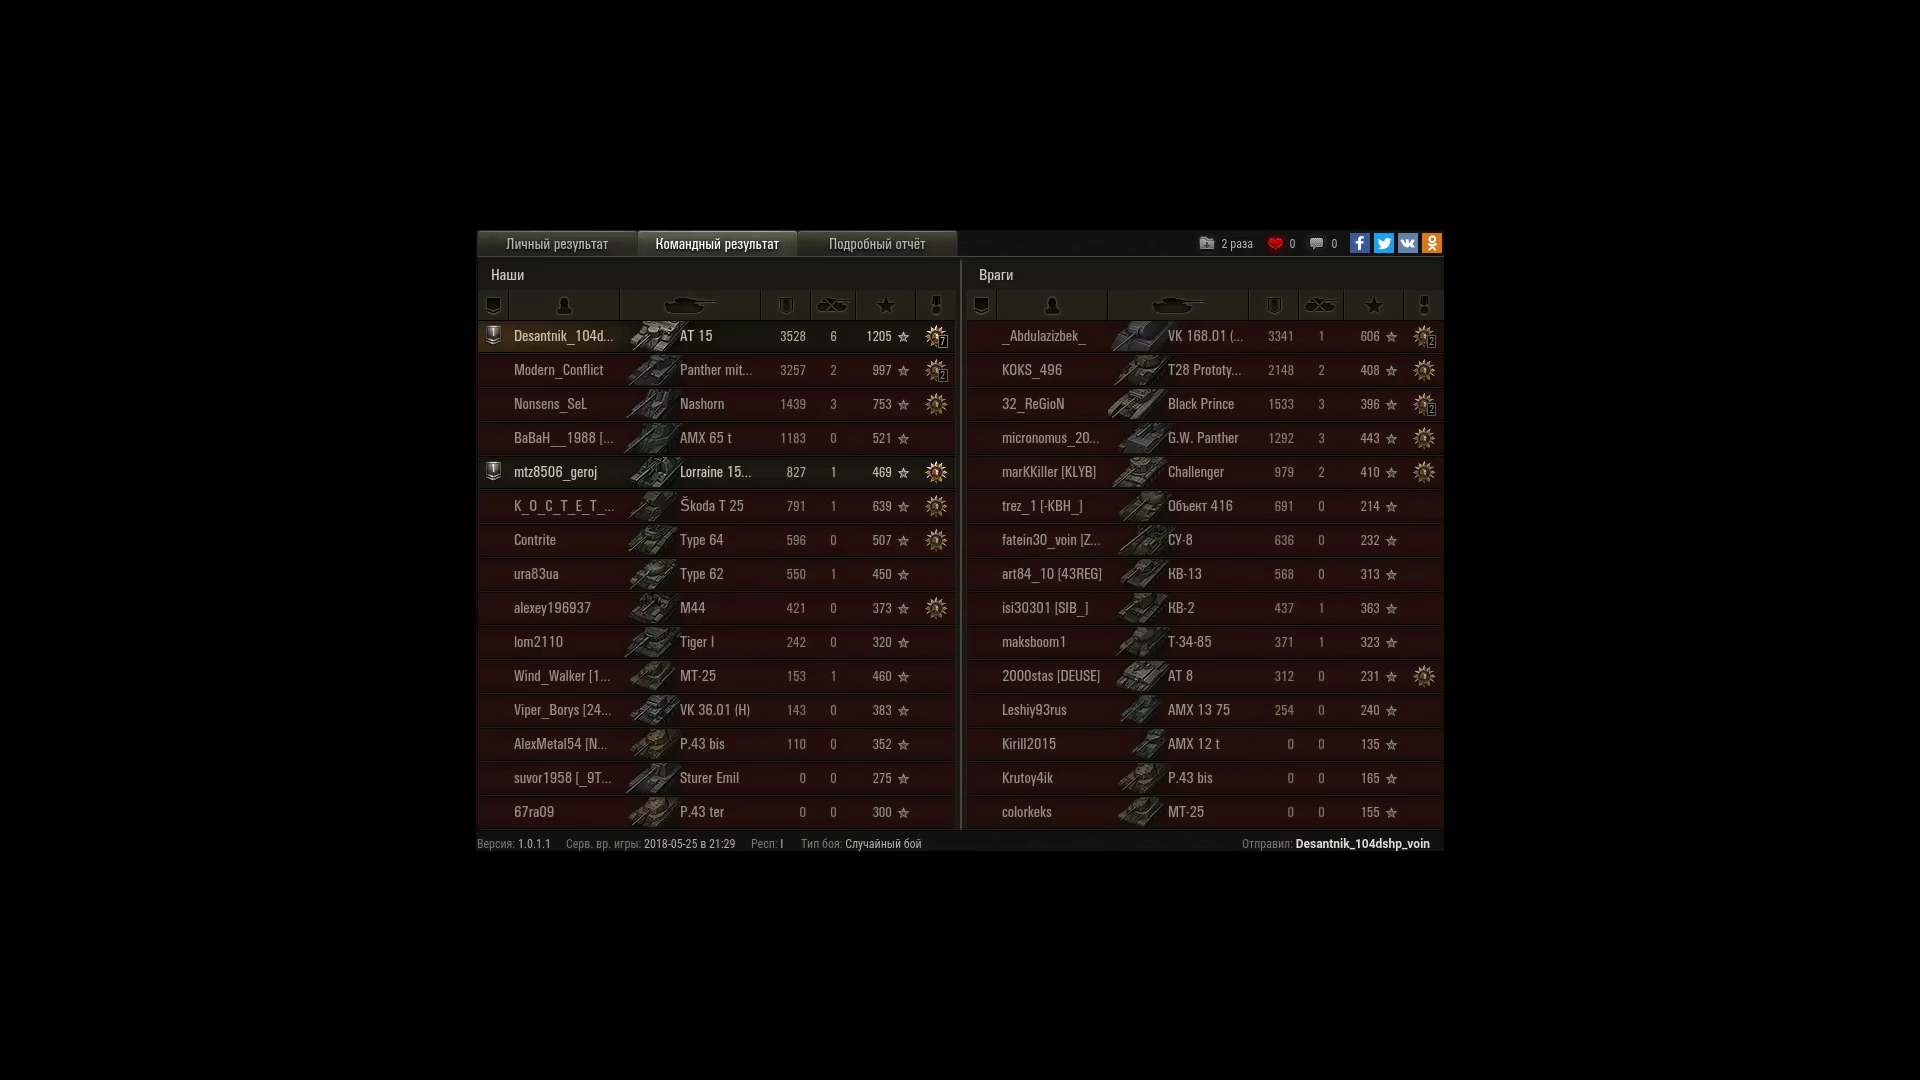 Личный результат Командный результат Подробный отчёт 2 раза 0 0
Наши Враги
Desantnik_104d... AT 15 3528 6 1205 7 _Abdulazizbek_ VK 168.01 (... 3341 1 606 2
Modern_Conflict Panther mit... 3257 2 997 2 KOKS_496 T28 Prototy... 2148 2 408
Nonsens_SeL Nashorn 1439 3 753 32_ReGioN Black Prince 1533 3 396 2
BaBaH__1988 [... AMX 65 t 1183 0 521 micronomus_20... G.W. Panther 1292 3 443
mtz8506_geroj Lorraine 15... 827 1 469 marKKiller [KLYB] Challenger 979 2 410
K_O_C_T_E_T_... Škoda T 25 791 1 639 trez_1 [-KBH_] Объект 416 691 0 214
Contrite Type 64 596 0 507 fatein30_voin [Z... СУ-8 636 0 232
ura83ua Type 62 550 1 450 art84_10 [43REG] КВ-13 568 0 313
alexey196937 M44 421 0 373 isi30301 [SIB_] КВ-2 437 1 363
lom2110 Tiger I 242 0 320 maksboom1 Т-34-85 371 1 323
Wind_Walker [1... МТ-25 153 1 460 2000stas [DEUSE] AT 8 312 0 231
Viper_Borys [24... VK 36.01 (H) 143 0 383 Leshiy93rus AMX 13 75 254 0 240
AlexMetal54 [N... P.43 bis 110 0 352 Kirill2015 AMX 12 t 0 0 135
suvor1958 [_9T... Sturer Emil 0 0 275 Krutoy4ik P.43 bis 0 0 165
67ra09 P.43 ter 0 0 300 colorkeks МТ-25 0 0 155
Версия: 1.0.1.1 Серв. вр. игры: 2018-05-25 в 21:29 Респ: I Тип боя: Случайный бой Отправил: Desantnik_104dshp_voin